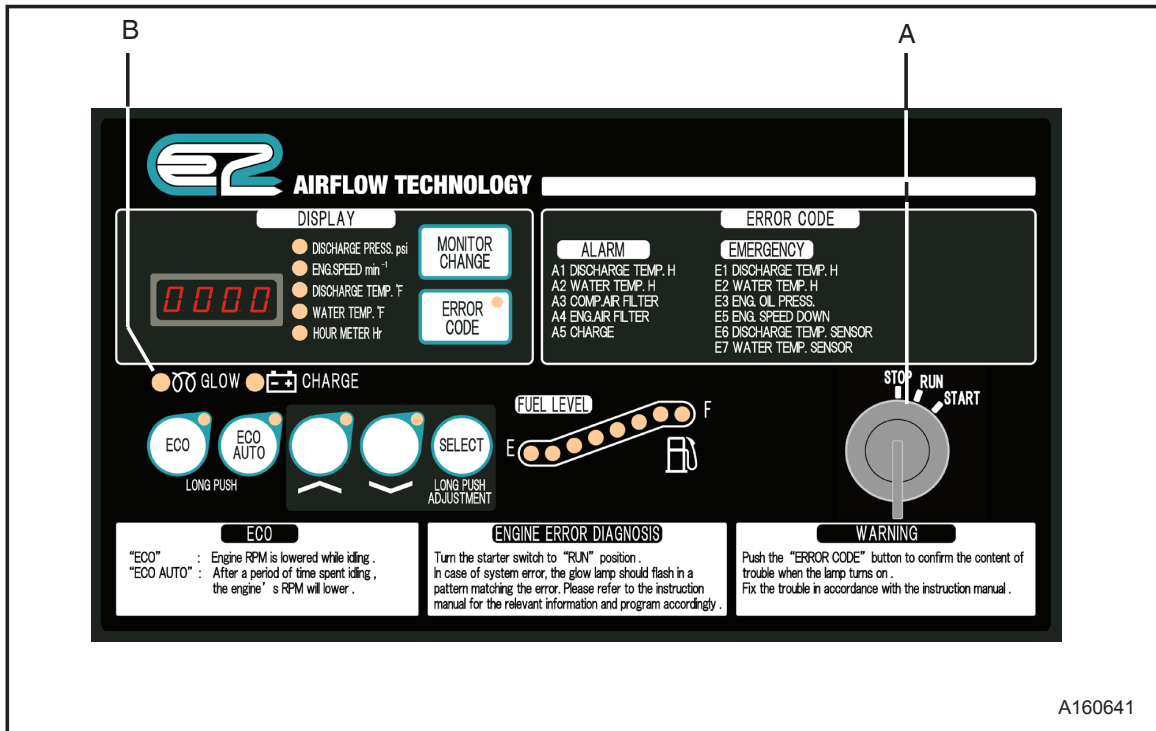 B
A
E2
AIRFLOW TECHNOLOGY
DISPLAY
0000
DISCHARGE PRESS. psi
ENG.SPEED min⁻¹
DISCHARGE TEMP. °F
WATER TEMP. °F
HOUR METER Hr
MONITOR
CHANGE
ERROR
CODE
ERROR CODE
ALARM
A1 DISCHARGE TEMP. H
A2 WATER TEMP. H
A3 COMP.AIR FILTER
A4 ENG.AIR FILTER
A5 CHARGE
EMERGENCY
E1 DISCHARGE TEMP. H
E2 WATER TEMP. H
E3 ENG. OIL PRESS.
E5 ENG. SPEED DOWN
E6 DISCHARGE TEMP. SENSOR
E7 WATER TEMP. SENSOR
GLOW
CHARGE
ECO
ECO
AUTO
LONG PUSH
SELECT
LONG PUSH
ADJUSTMENT
FUEL LEVEL
E
F
STOP
RUN
START
ECO
"ECO" : Engine RPM is lowered while idling .
"ECO AUTO" : After a period of time spent idling ,
the engine' s RPM will lower .
ENGINE ERROR DIAGNOSIS
Turn the starter switch to "RUN" position .
In case of system error, the glow lamp should flash in a
pattern matching the error. Please refer to the instruction
manual for the relevant information and program accordingly .
WARNING
Push the "ERROR CODE" button to confirm the content of
trouble when the lamp turns on .
Fix the trouble in accordance with the instruction manual .
A160641